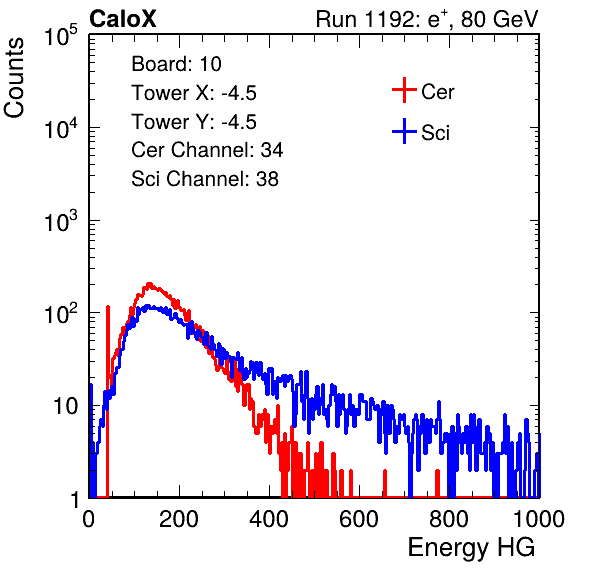 CaloX Run 1192: e⁺, 80 GeV
Counts
10⁵
10⁴
10³
10²
10
1
Board: 10
Tower X: -4.5
Tower Y: -4.5
Cer Channel: 34
Sci Channel: 38
Cer
Sci
0 200 400 600 800 1000
Energy HG